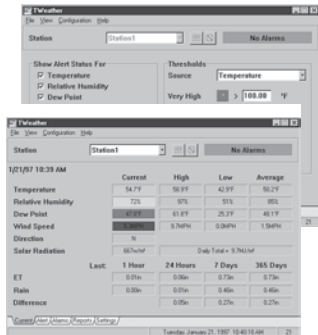 TWeather
File View Configuration Help
Station Station1 No Alarms
Show Alert Status For Thresholds
Temperature Source Temperature
Relative Humidity
Dew Point Very High > 100.00 °F
TWeather
File View Configuration Help
Station Station1 No Alarms
1/21/97 10:39 AM
Current High Low Average
Temperature 54.7°F 56.9°F 42.9°F 50.2°F
Relative Humidity 72% 97% 51% 85%
Dew Point 61.8°F 25.3°F 48.1°F
Wind Speed 9.7MPH 0.0MPH 1.9MPH
Direction N
Solar Radiation 667w/m² Daily Total = 9.7MJ/m²
Last: 1 Hour 24 Hours 7 Days 365 Days
ET 0.01in 0.06in 0.73in 0.73in
Rain 0.00in 0.01in 0.46in 0.46in
Difference 0.05in 0.27in 0.27in
Current Alert Alarms Reports Settings
Tuesday, January 21, 1997 10:40:18 AM 21
21